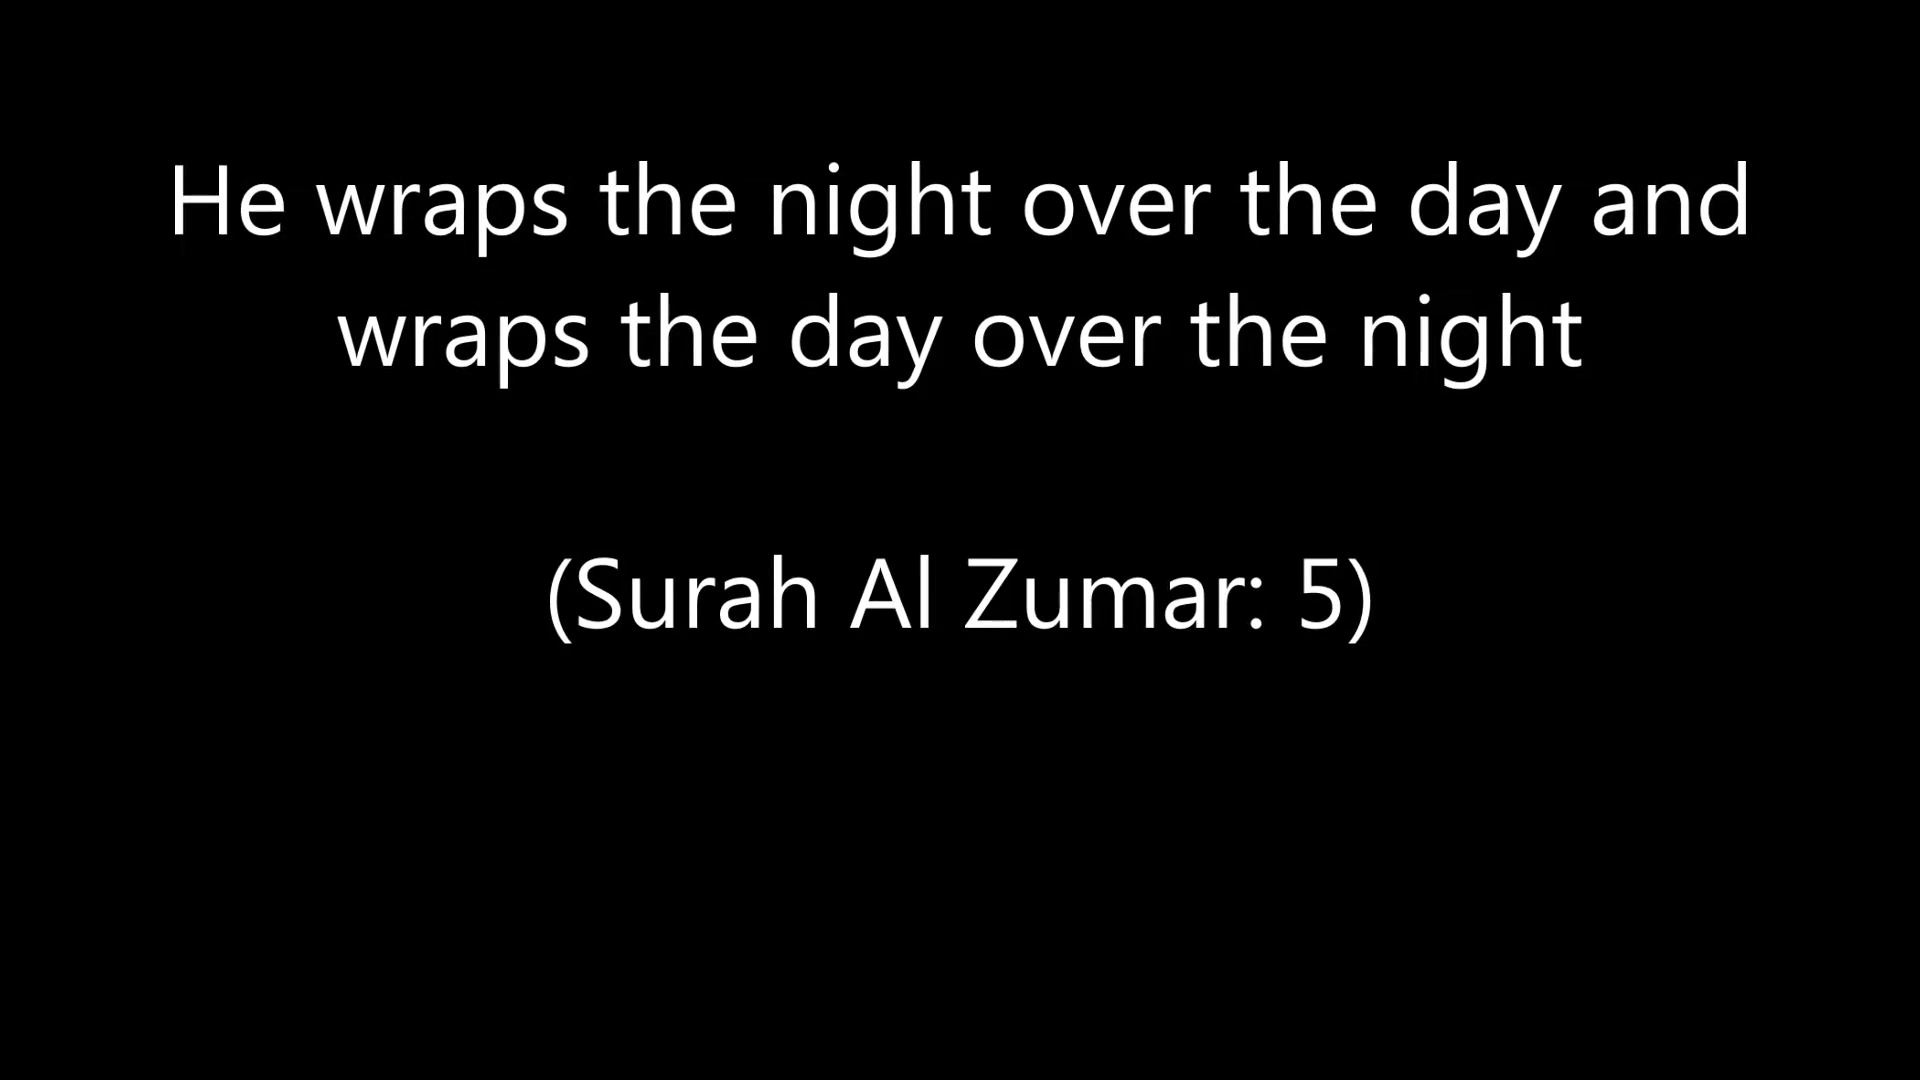 He wraps the night over the day and
wraps the day over the night
(Surah Al Zumar: 5)